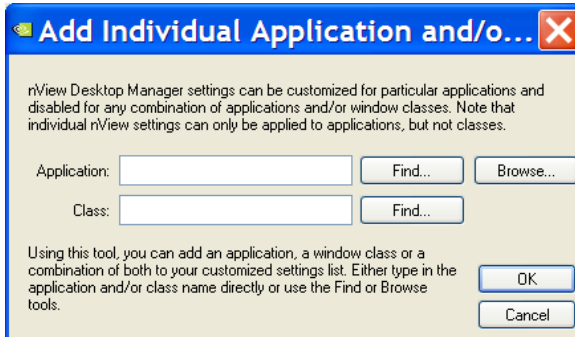 Add Individual Application and/o...
nView Desktop Manager settings can be customized for particular applications and
disabled for any combination of applications and/or window classes. Note that
individual nView settings can only be applied to applications, but not classes.
Application: Find... Browse...
Class: Find...
Using this tool, you can add an application, a window class or a
combination of both to your customized settings list. Either type in the
application and/or class name directly or use the Find or Browse
tools.
OK
Cancel